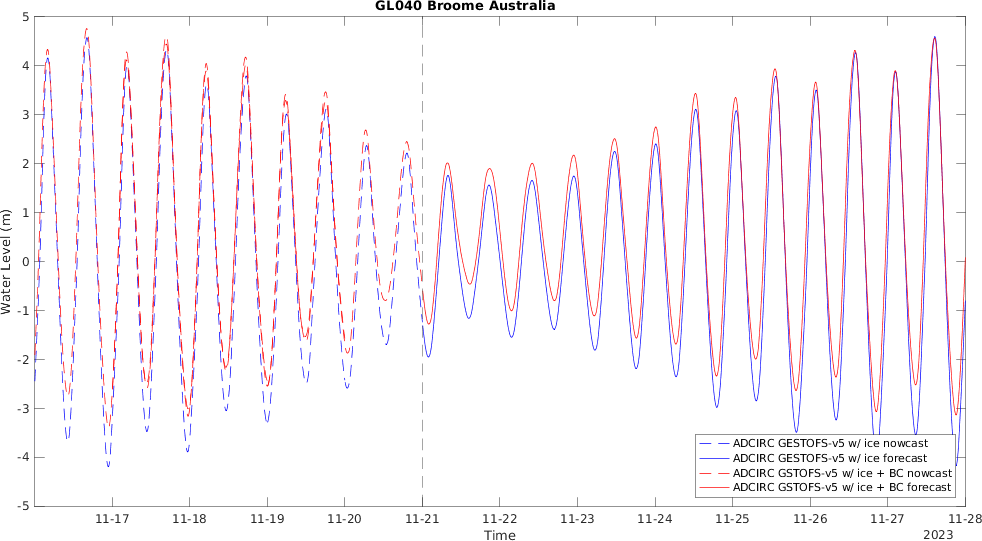 GL040 Broome Australia
Water Level (m)
5
4
3
2
1
0
-1
-2
-3
-4
-5
ADCIRC GESTOFS-v5 w/ ice nowcast
ADCIRC GESTOFS-v5 w/ ice forecast
ADCIRC GSTOFS-v5 w/ ice + BC nowcast
ADCIRC GSTOFS-v5 w/ ice + BC forecast
11-17 11-18 11-19 11-20 11-21 11-22 11-23 11-24 11-25 11-26 11-27 11-28
Time
2023